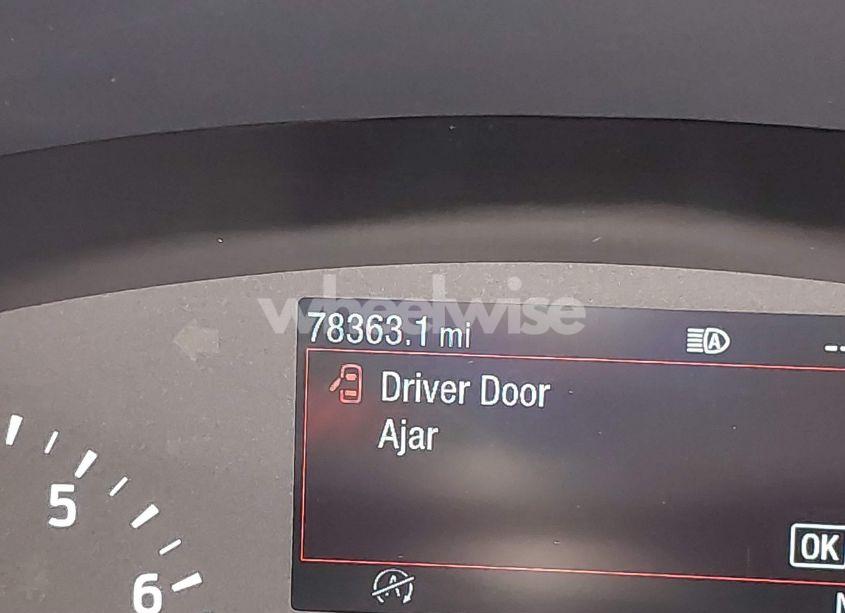 wheelwise
78363.1 mi
A
--
Driver Door
Ajar
5
OK
A
6